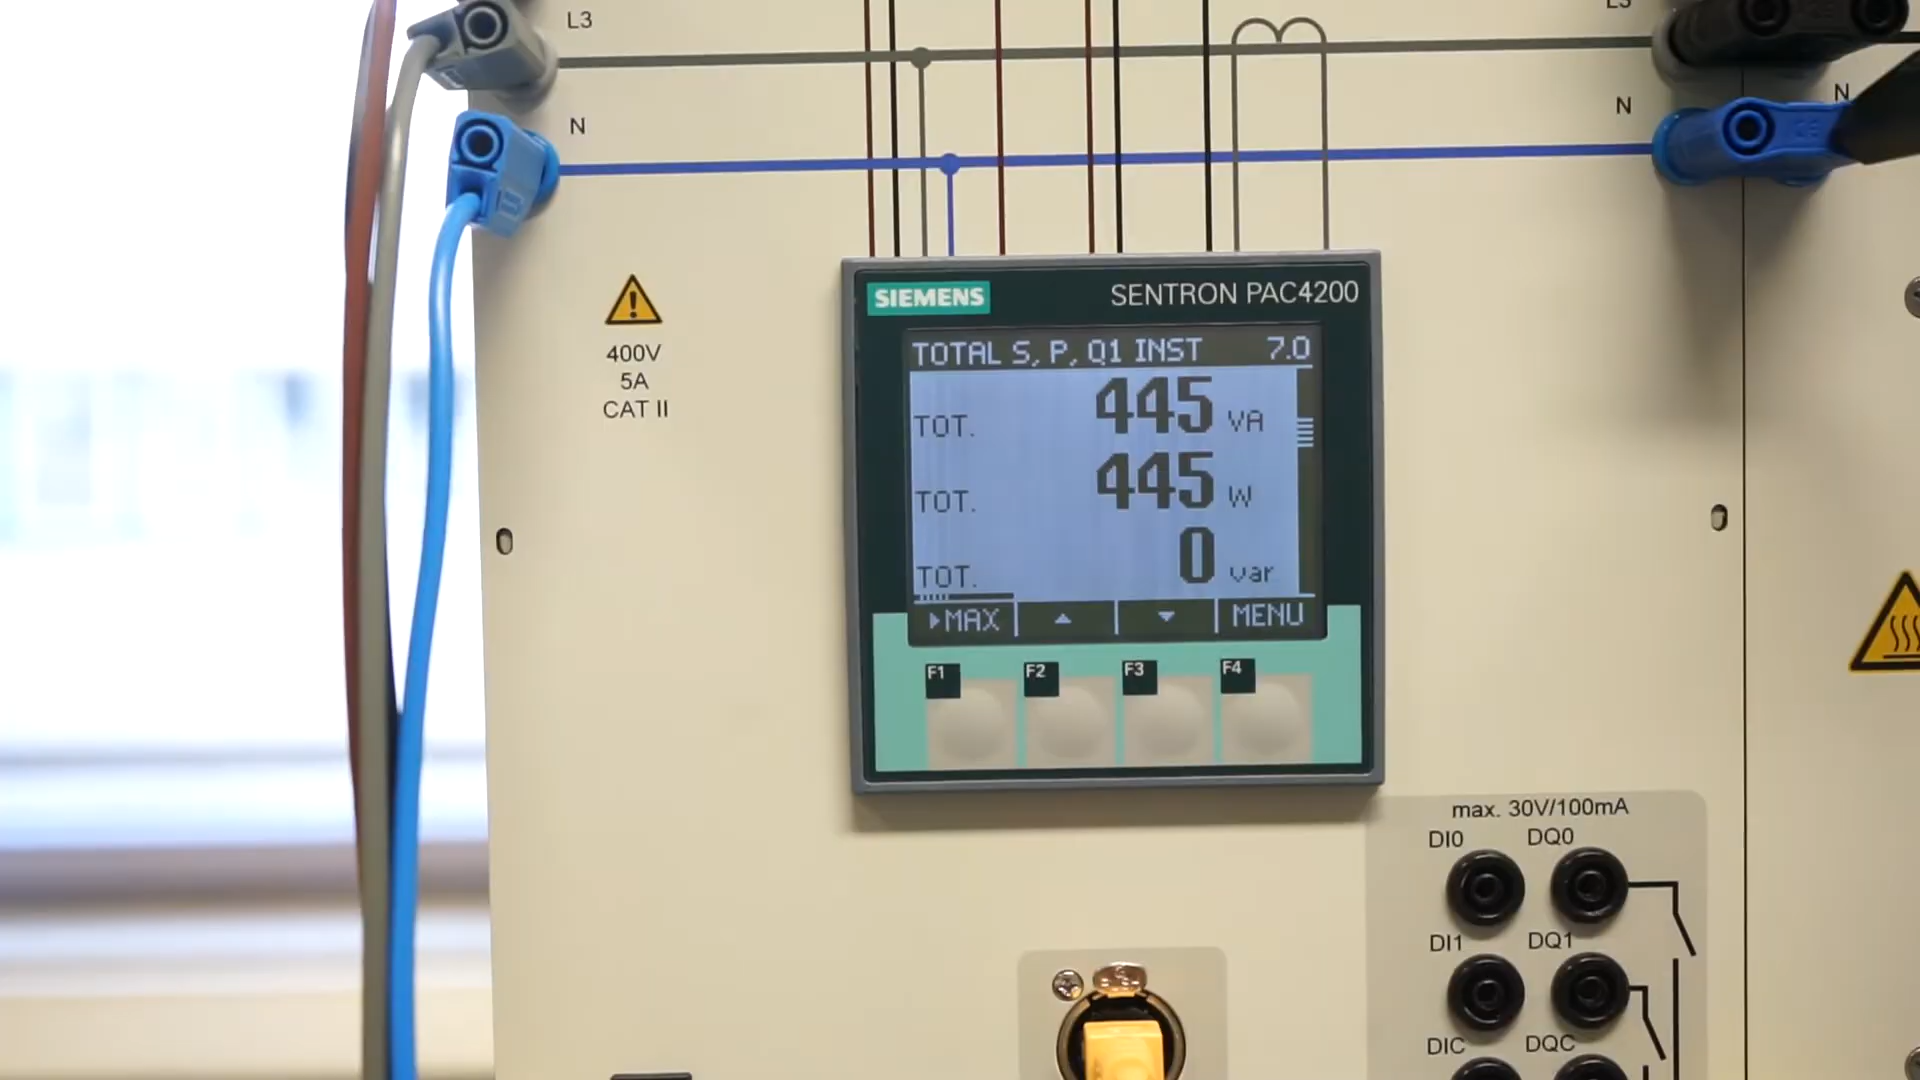 L3
L3
N
N
N
400V
5A
CAT II
SIEMENS
SENTRON PAC4200
TOTAL S, P, Q1 INST 7.0
TOT. 445 VA
TOT. 445 W
TOT. 0 var
MAX MENU
F1 F2 F3 F4
max. 30V/100mA
DI0 DQ0
DI1 DQ1
DIC DQC